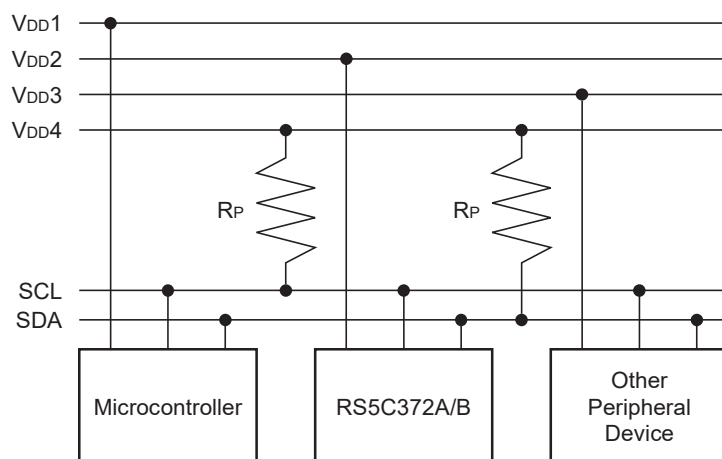 VDD1
VDD2
VDD3
VDD4
RP
RP
SCL
SDA
Microcontroller
RS5C372A/B
Other
Peripheral
Device